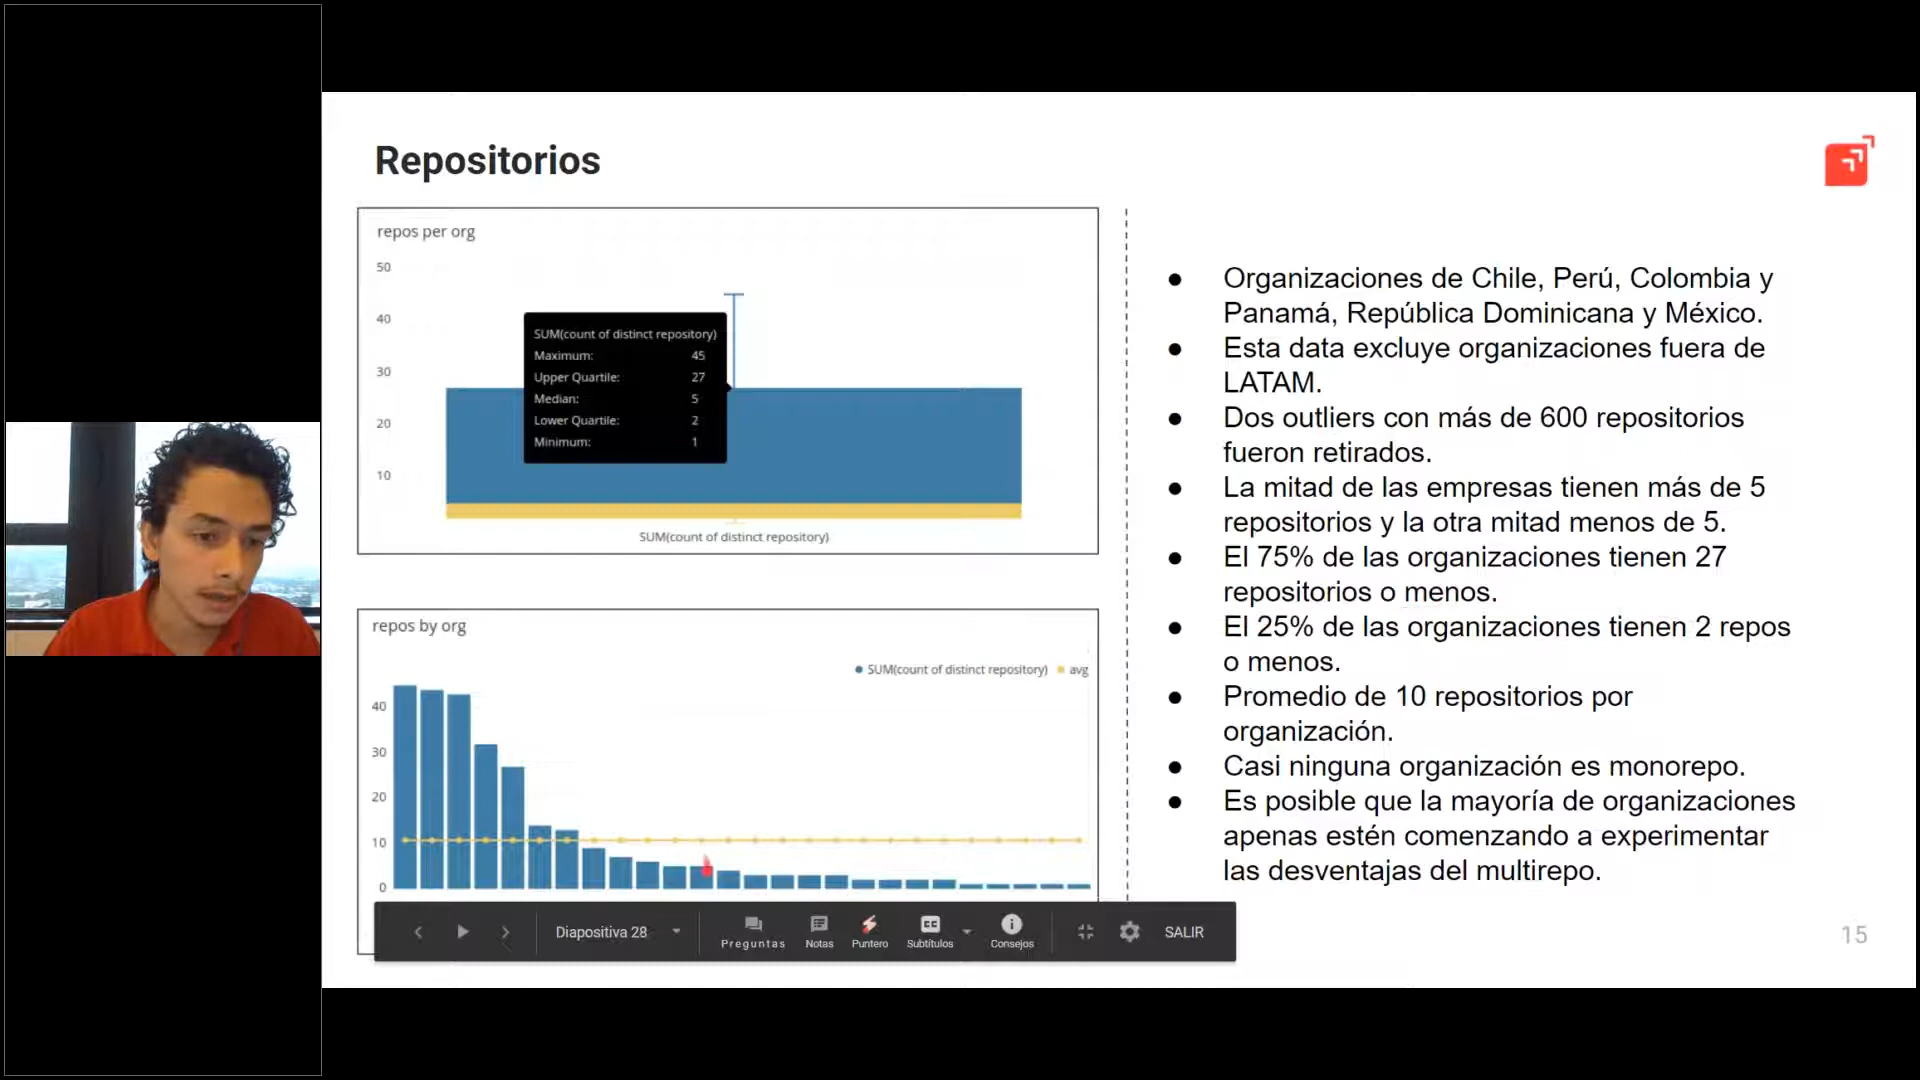 Repositorios
repos per org
50
40
30
20
10
SUM(count of distinct repository)
Maximum: 45
Upper Quartile: 27
Median: 5
Lower Quartile: 2
Minimum: 1
SUM(count of distinct repository)
repos by org
SUM(count of distinct repository) avg
40
30
20
10
0
● Organizaciones de Chile, Perú, Colombia y
Panamá, República Dominicana y México.
● Esta data excluye organizaciones fuera de
LATAM.
● Dos outliers con más de 600 repositorios
fueron retirados.
● La mitad de las empresas tienen más de 5
repositorios y la otra mitad menos de 5.
● El 75% de las organizaciones tienen 27
repositorios o menos.
● El 25% de las organizaciones tienen 2 repos
o menos.
● Promedio de 10 repositorios por
organización.
● Casi ninguna organización es monorepo.
● Es posible que la mayoría de organizaciones
apenas estén comenzando a experimentar
las desventajas del multirepo.
Diapositiva 28 Preguntas Notas Puntero CC Subtítulos Consejos SALIR
15